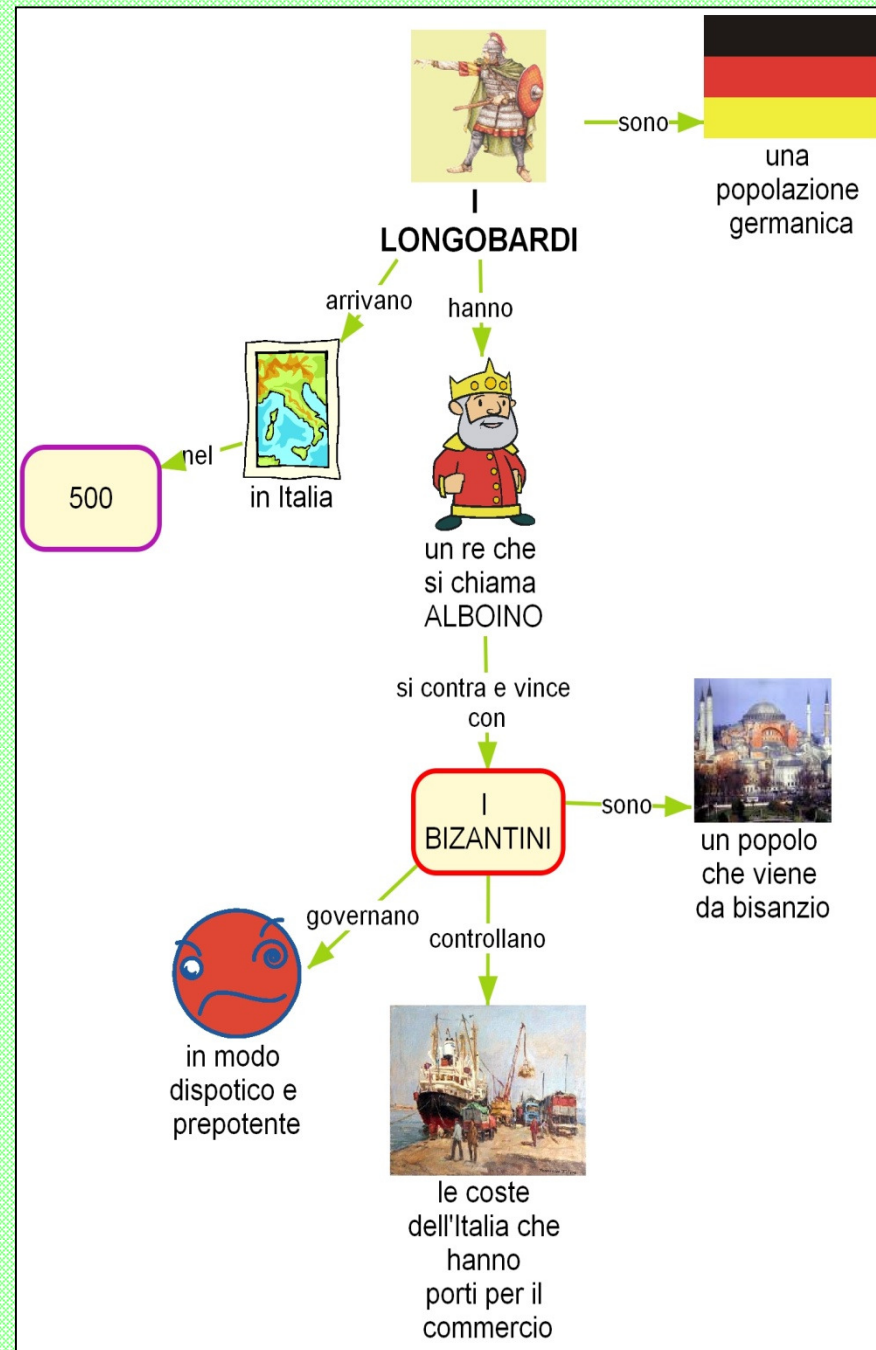 sono
una
popolazione
germanica
I
LONGOBARDI
arrivano
hanno
in Italia
nel
500
un re che
si chiama
ALBOINO
si contra e vince
con
I
BIZANTINI
sono
un popolo
che viene
da bisanzio
governano
in modo
dispotico e
prepotente
controllano
le coste
dell'Italia che
hanno
porti per il
commercio